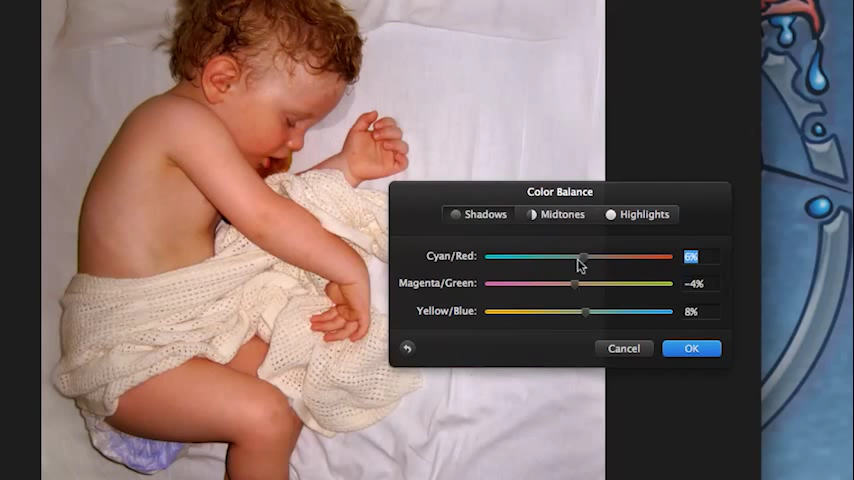 Color Balance
Shadows Midtones Highlights
Cyan/Red: 6%
Magenta/Green: -4%
Yellow/Blue: 8%
Cancel OK